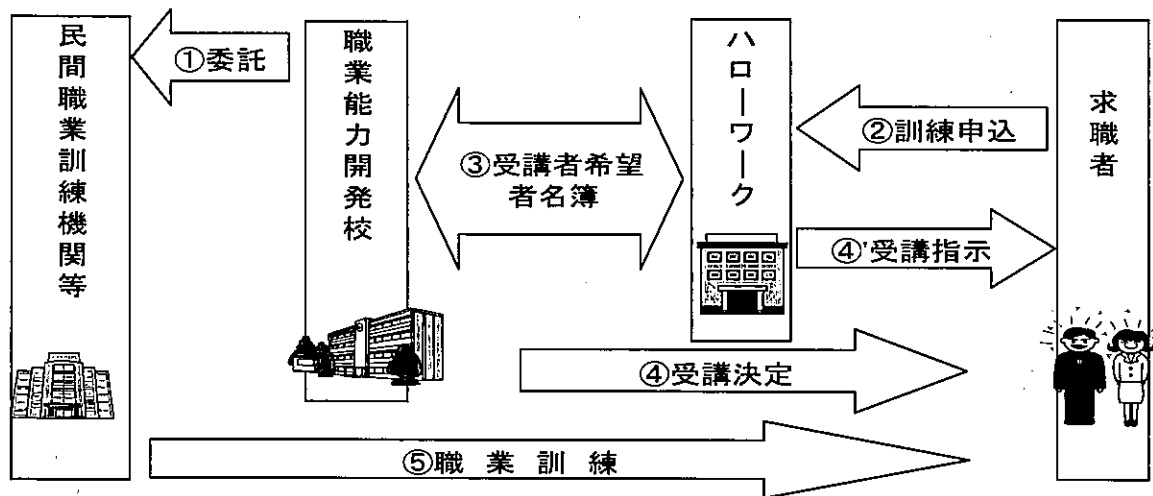 民間職業訓練機関等
①委託
職業能力開発校
③受講者希望
者名簿
ハローワーク
②訓練申込
④'受講指示
求職者
④受講決定
⑤職業訓練